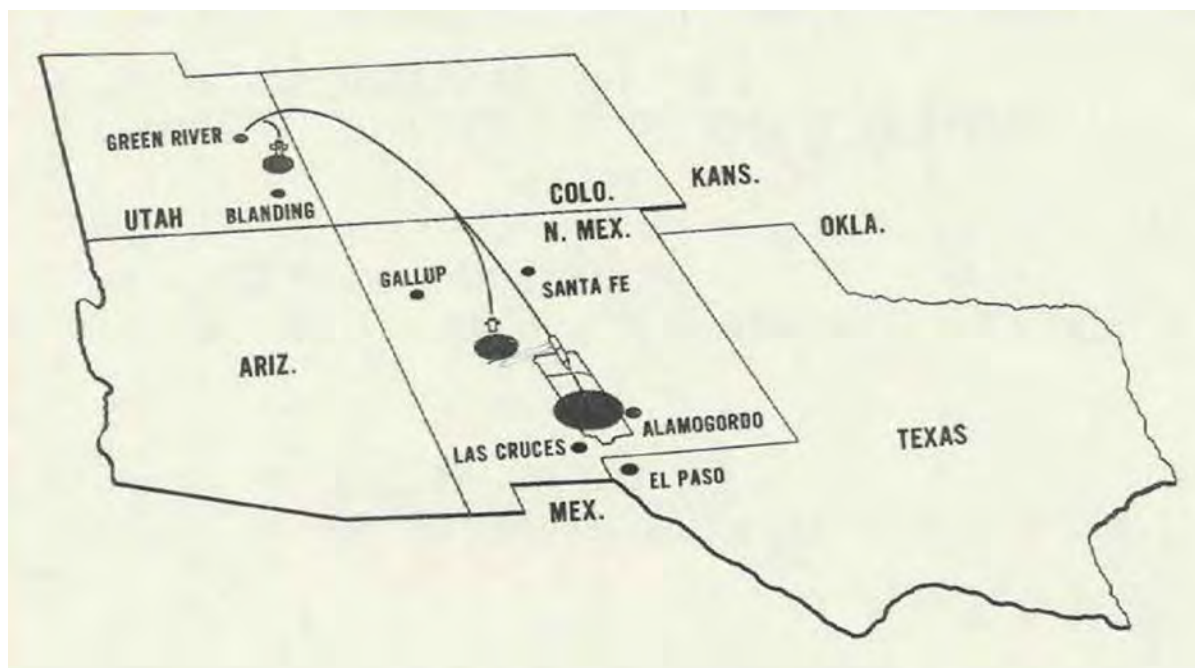 GREEN RIVER
UTAH
BLANDING
COLO.
KANS.
N. MEX.
OKLA.
GALLUP
SANTA FE
ARIZ.
ALAMOGORDO
LAS CRUCES
TEXAS
EL PASO
MEX.